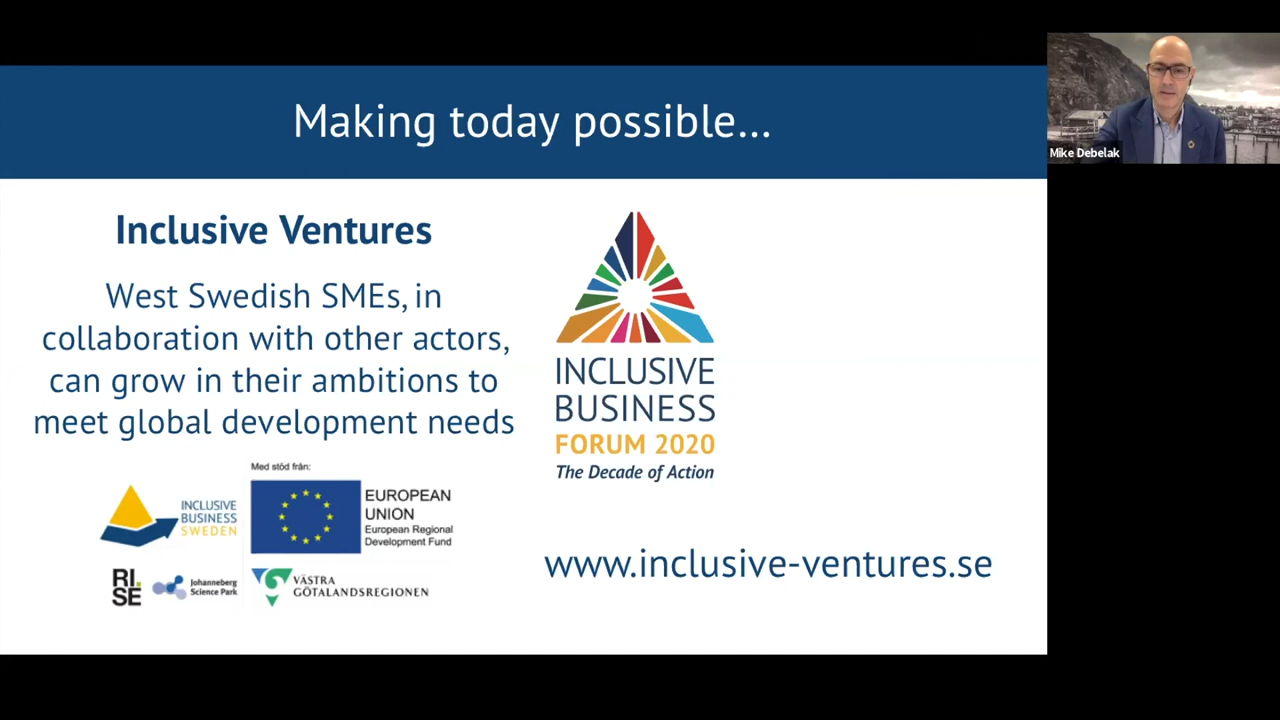 Making today possible...
Mike Debelak
Inclusive Ventures
West Swedish SMEs, in
collaboration with other actors,
can grow in their ambitions to
meet global development needs
INCLUSIVE
BUSINESS
FORUM 2020
The Decade of Action
Med stöd från:
INCLUSIVE
BUSINESS
SWEDEN
EUROPEAN
UNION
European Regional
Development Fund
RI.
SE
Johanneberg
Science Park
VÄSTRA
GÖTALANDSREGIONEN
www.inclusive-ventures.se